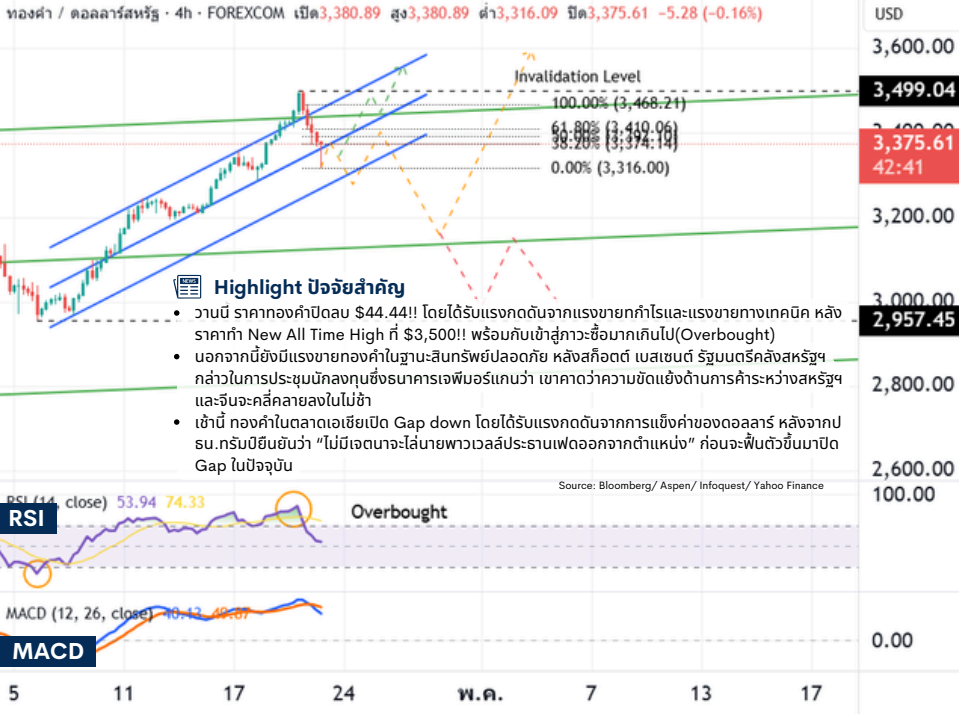 ทองคำ / ดอลลาร์สหรัฐ · 4h · FOREXCOM เปิด3,380.89 สูง3,380.89 ต่ำ3,316.09 ปิด3,375.61 −5.28 (−0.16%)
USD
3,600.00
Invalidation Level
3,499.04
100.00% (3,468.21)
61.80% (3,410.06)
3,400.00
50.00% (3,392.10)
38.20% (3,374.14)
3,375.61
42:41
0.00% (3,316.00)
3,200.00
3,000.00
2,957.45
Highlight ปัจจัยสำคัญ
• วานนี้ ราคาทองคำปิดลบ $44.44!! โดยได้รับแรงกดดันจากแรงขายทำกำไรและแรงขายทางเทคนิค หลัง
ราคาทำ New All Time High ที่ $3,500!! พร้อมกับเข้าสู่ภาวะซื้อมากเกินไป(Overbought)
• นอกจากนี้ยังมีแรงขายทองคำในฐานะสินทรัพย์ปลอดภัย หลังสก็อตต์ เบสเซนต์ รัฐมนตรีคลังสหรัฐฯ
กล่าวในการประชุมนักลงทุนซึ่งธนาคารเจพีมอร์แกนว่า เขาคาดว่าความขัดแย้งด้านการค้าระหว่างสหรัฐฯ
และจีนจะคลี่คลายลงในไม่ช้า
• เช้านี้ ทองคำในตลาดเอเชียเปิด Gap down โดยได้รับแรงกดดันจากการแข็งค่าของดอลลาร์ หลังจากป
ธน.ทรัมป์ยืนยันว่า “ไม่มีเจตนาจะไล่นายพาวเวลล์ประธานเฟดออกจากตำแหน่ง” ก่อนจะฟื้นตัวขึ้นมาปิด
Gap ในปัจจุบัน
2,800.00
2,600.00
Source: Bloomberg/ Aspen/ Infoquest/ Yahoo Finance
RSI (14, close) 53.94 74.33
100.00
RSI
Overbought
MACD (12, 26, close) 40.13 49.87
MACD
0.00
5 11 17 24 พ.ค. 7 13 17